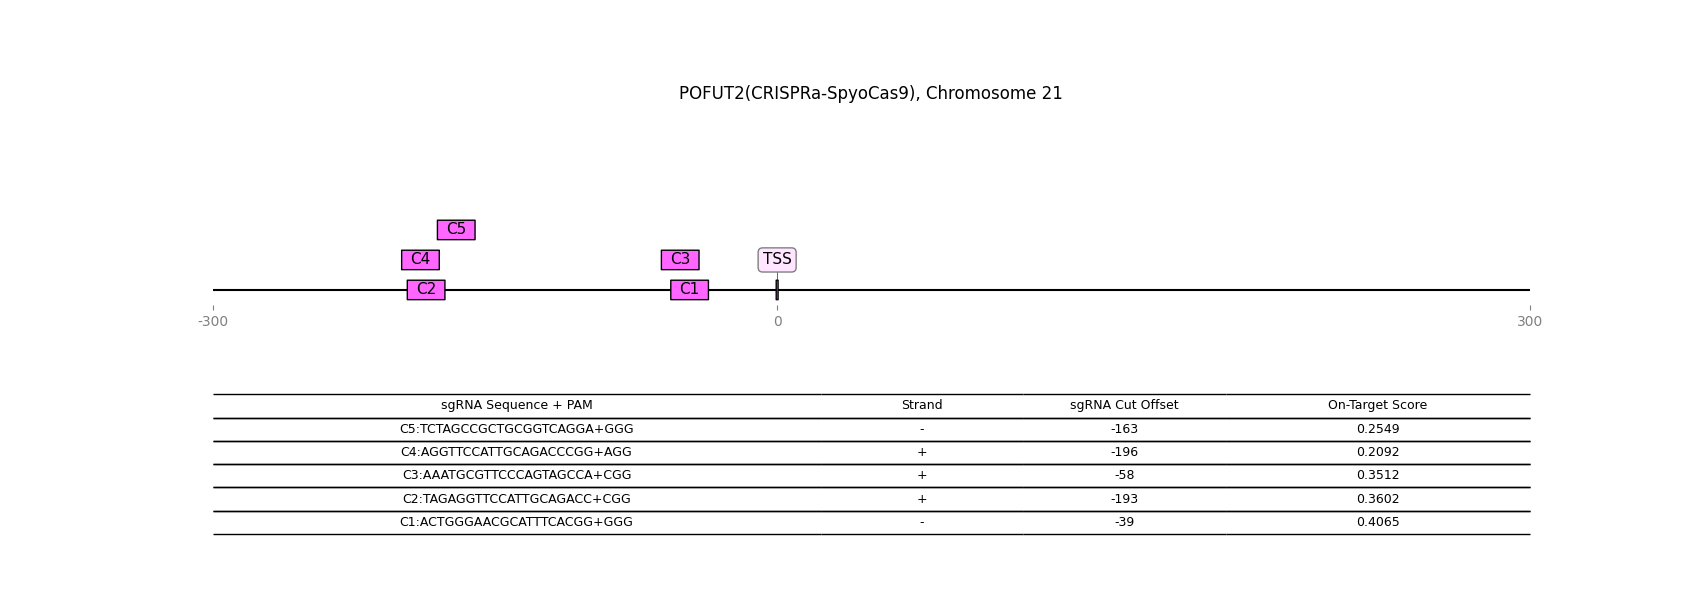 POFUT2(CRISPRa-SpyoCas9), Chromosome 21
C5
C4 C3 TSS
C2 C1
-300 0 300
sgRNA Sequence + PAM Strand sgRNA Cut Offset On-Target Score
C5:TCTAGCCGCTGCGGTCAGGA+GGG - -163 0.2549
C4:AGGTTCCATTGCAGACCCGG+AGG + -196 0.2092
C3:AAATGCGTTCCCAGTAGCCA+CGG + -58 0.3512
C2:TAGAGGTTCCATTGCAGACC+CGG + -193 0.3602
C1:ACTGGGAACGCATTTCACGG+GGG - -39 0.4065